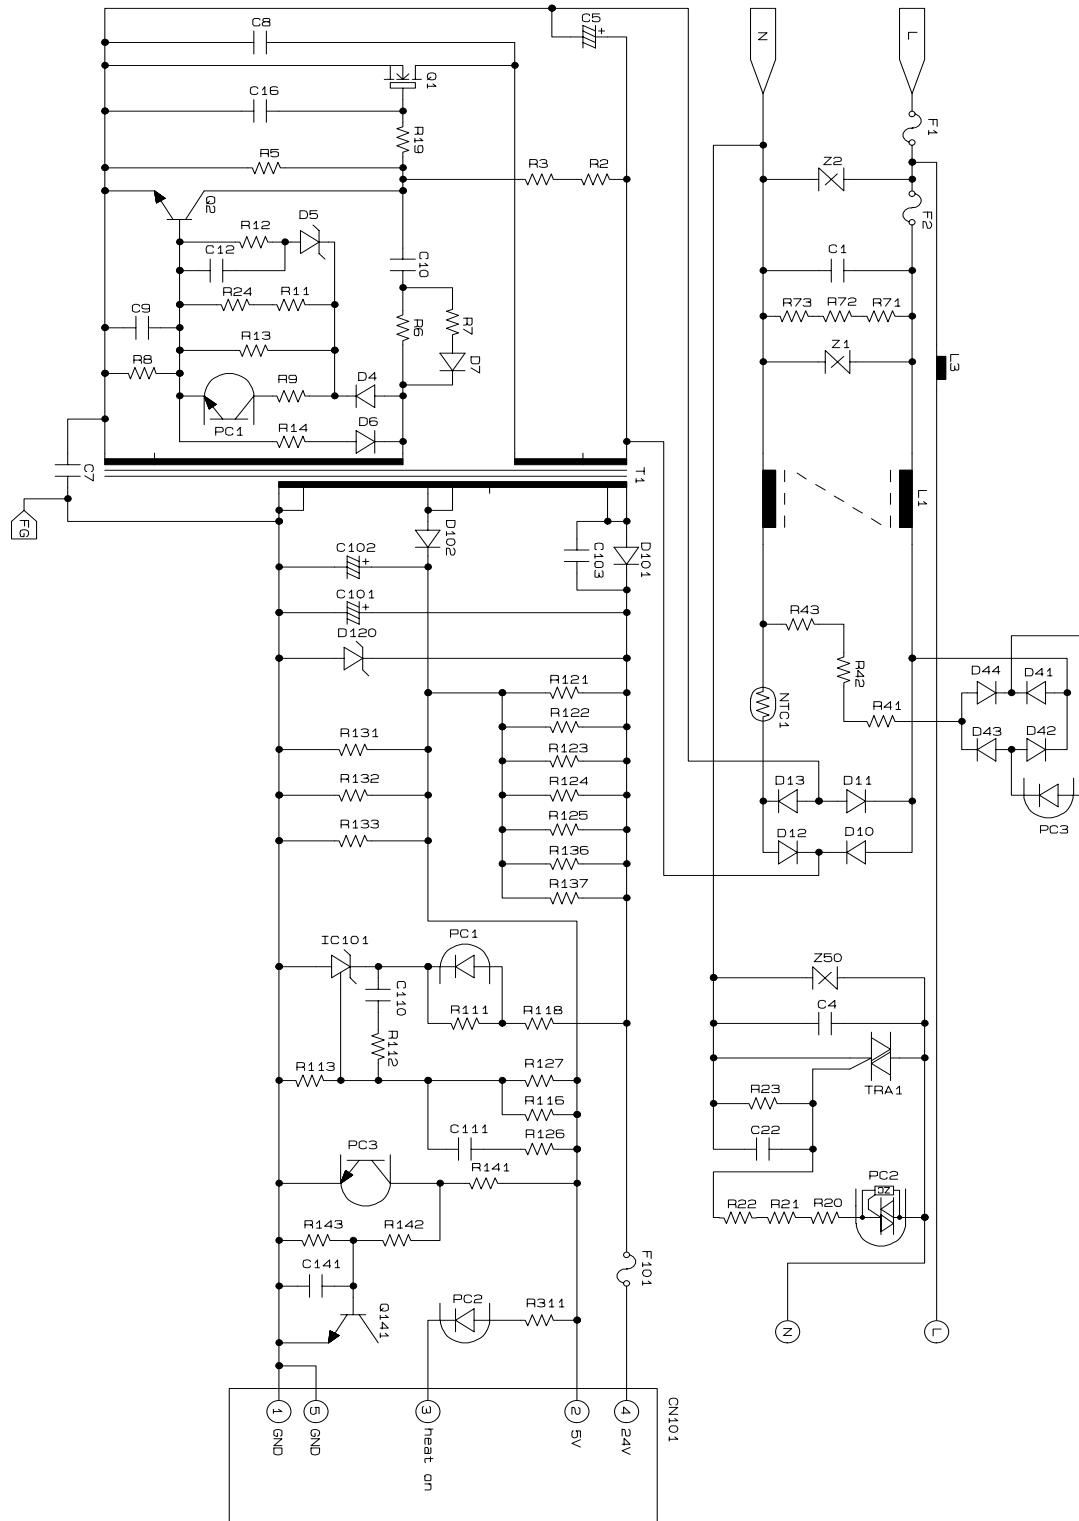 C5
C8
N
L
Q1
C16
F1
R19
R5
R3
R2
Z2
Q2
F2
R12
D5
C12
C10
C1
R24
R11
C9
R6
R7
R73
R72
R71
R13
Z1
R8
R9
D4
D7
L3
PC1
R14
D6
C7
T1
L1
FG
D102
C102
C103
D101
C101
D120
R43
R42
R121
NTC1
R41
D44
D41
R122
R131
R123
D43
D42
R132
R124
D13
D11
R133
R125
PC3
D12
D10
R136
R137
IC101
PC1
Z50
C110
R111
R118
C4
R112
R113
R127
TRA1
R116
R23
C111
R126
C22
PC3
R141
PC2
ZC
R22
R21
R20
R143
R142
C141
F101
Q141
PC2
R311
N
L
CN101
1
5
3
2
4
GND
GND
heat on
5V
24V